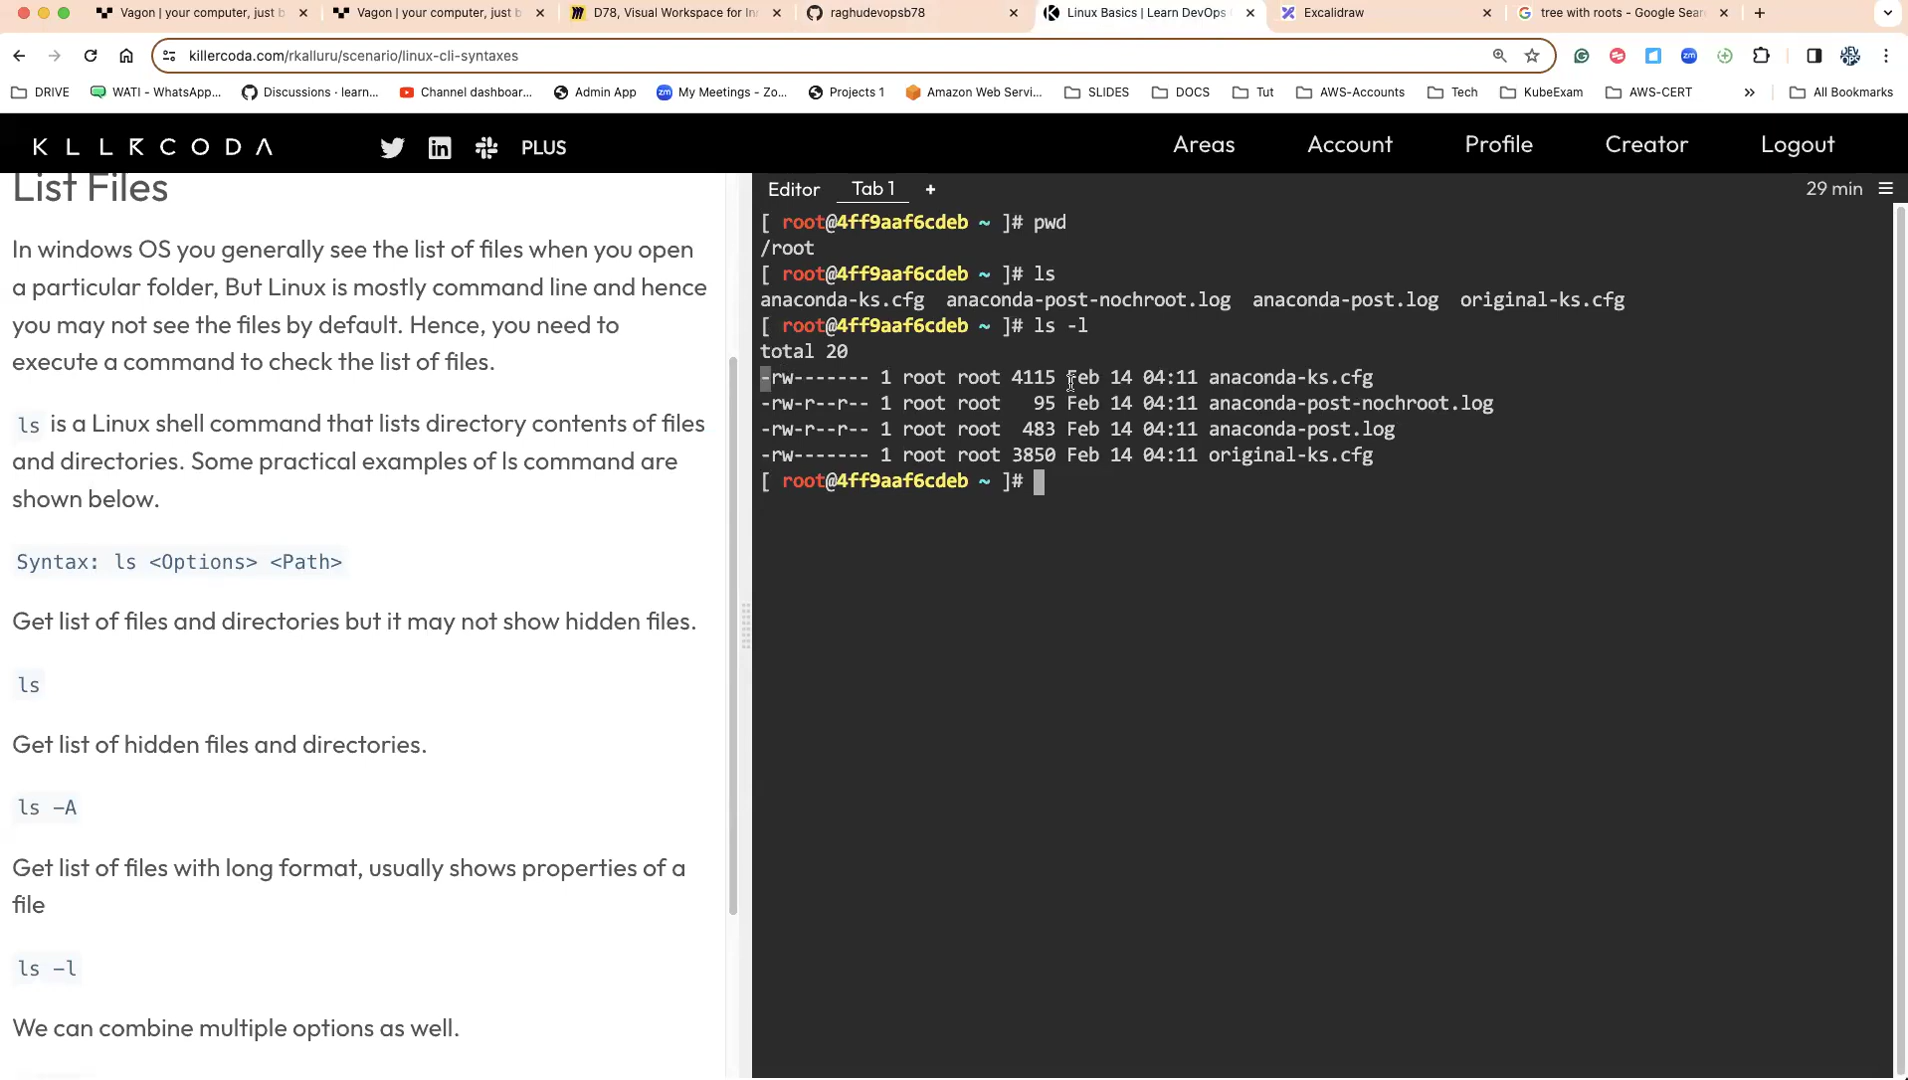 Vagon | your computer, just b
Vagon | your computer, just b
D78, Visual Workspace for In
raghudevopsb78
Linux Basics | Learn DevOps
Excalidraw
tree with roots - Google Sear
killercoda.com/rkalluru/scenario/linux-cli-syntaxes
DRIVE
WATI - WhatsApp...
Discussions · learn...
Channel dashboar...
Admin App
My Meetings - Zo...
Projects 1
Amazon Web Servi...
SLIDES
DOCS
Tut
AWS-Accounts
Tech
KubeExam
AWS-CERT
All Bookmarks
KLLRCODA
PLUS
Areas
Account
Profile
Creator
Logout
List Files
In windows OS you generally see the list of files when you open
a particular folder, But Linux is mostly command line and hence
you may not see the files by default. Hence, you need to
execute a command to check the list of files.
ls is a Linux shell command that lists directory contents of files
and directories. Some practical examples of ls command are
shown below.
Syntax: ls <Options> <Path>
Get list of files and directories but it may not show hidden files.
ls
Get list of hidden files and directories.
ls -A
Get list of files with long format, usually shows properties of a
file
ls -l
We can combine multiple options as well.
Editor
Tab 1
+
29 min
[ root@4ff9aaf6cdeb ~ ]# pwd
/root
[ root@4ff9aaf6cdeb ~ ]# ls
anaconda-ks.cfg  anaconda-post-nochroot.log  anaconda-post.log  original-ks.cfg
[ root@4ff9aaf6cdeb ~ ]# ls -l
total 20
-rw------- 1 root root 4115 Feb 14 04:11 anaconda-ks.cfg
-rw-r--r-- 1 root root   95 Feb 14 04:11 anaconda-post-nochroot.log
-rw-r--r-- 1 root root  483 Feb 14 04:11 anaconda-post.log
-rw------- 1 root root 3850 Feb 14 04:11 original-ks.cfg
[ root@4ff9aaf6cdeb ~ ]#